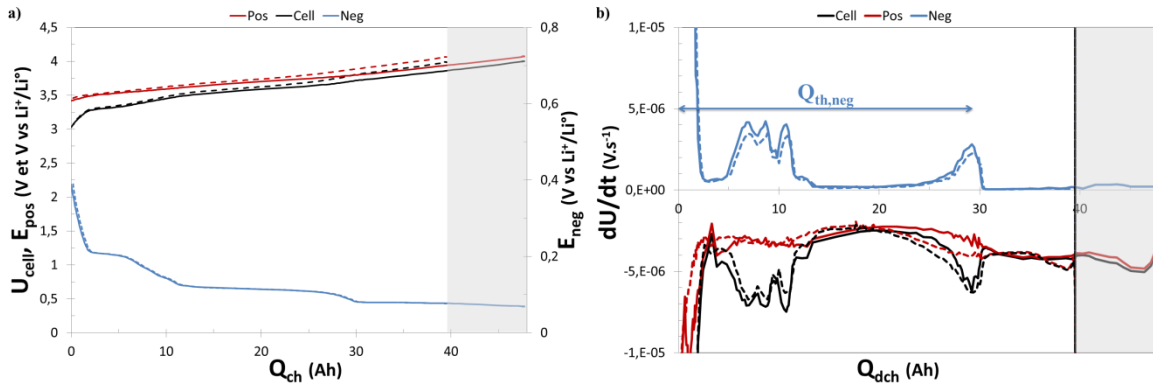 a)
Pos Cell Neg
U_cell, E_pos (V et V vs Li⁺/Li°)
4,5
4
3,5
3
2,5
2
1,5
1
0,5
0
0 10 20 30 40
Q_ch (Ah)
0,8
0,6
0,4
0,2
0
E_neg (V vs Li⁺/Li°)
b)
Cell Pos Neg
dU/dt (V.s⁻¹)
1,E-05
5,E-06
0,E+00
-5,E-06
-1,E-05
Q_th,neg
0 10 20 30 40
Q_dch (Ah)